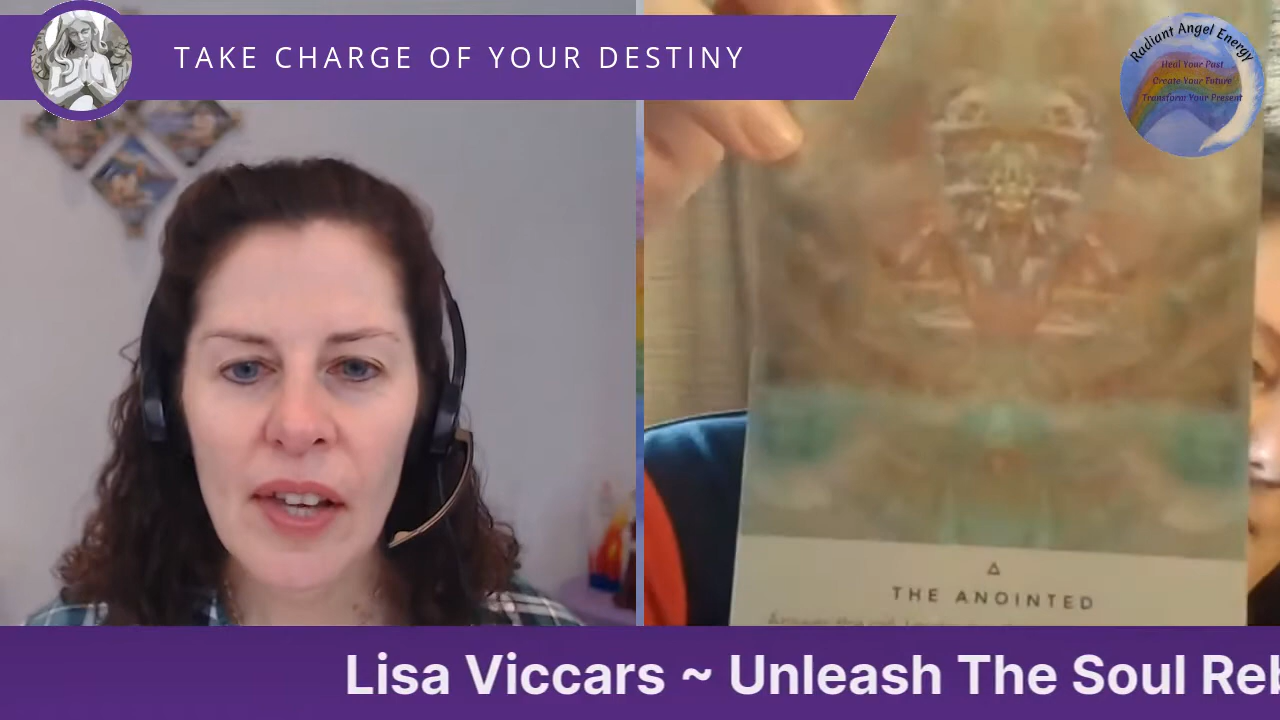 TAKE CHARGE OF YOUR DESTINY
Radiant Angel Energy
Heal Your Past
Create Your Future
Transform Your Present
THE ANOINTED
Lisa Viccars ~ Unleash The Soul Reb